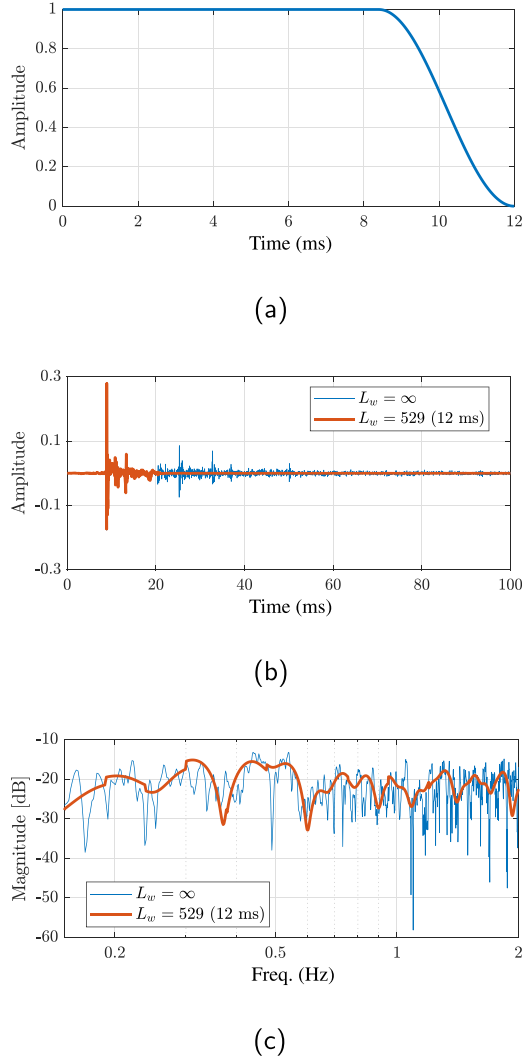 1
0.8
0.6
0.4
0.2
0
Amplitude
0 2 4 6 8 10 12
Time (ms)
(a)
0.3
0.1
-0.1
-0.3
Amplitude
L_w = ∞
L_w = 529 (12 ms)
0 20 40 60 80 100
Time (ms)
(b)
-10
-20
-30
-40
-50
-60
Magnitude [dB]
L_w = ∞
L_w = 529 (12 ms)
0.2 0.5 1 2
Freq. (Hz)
(c)